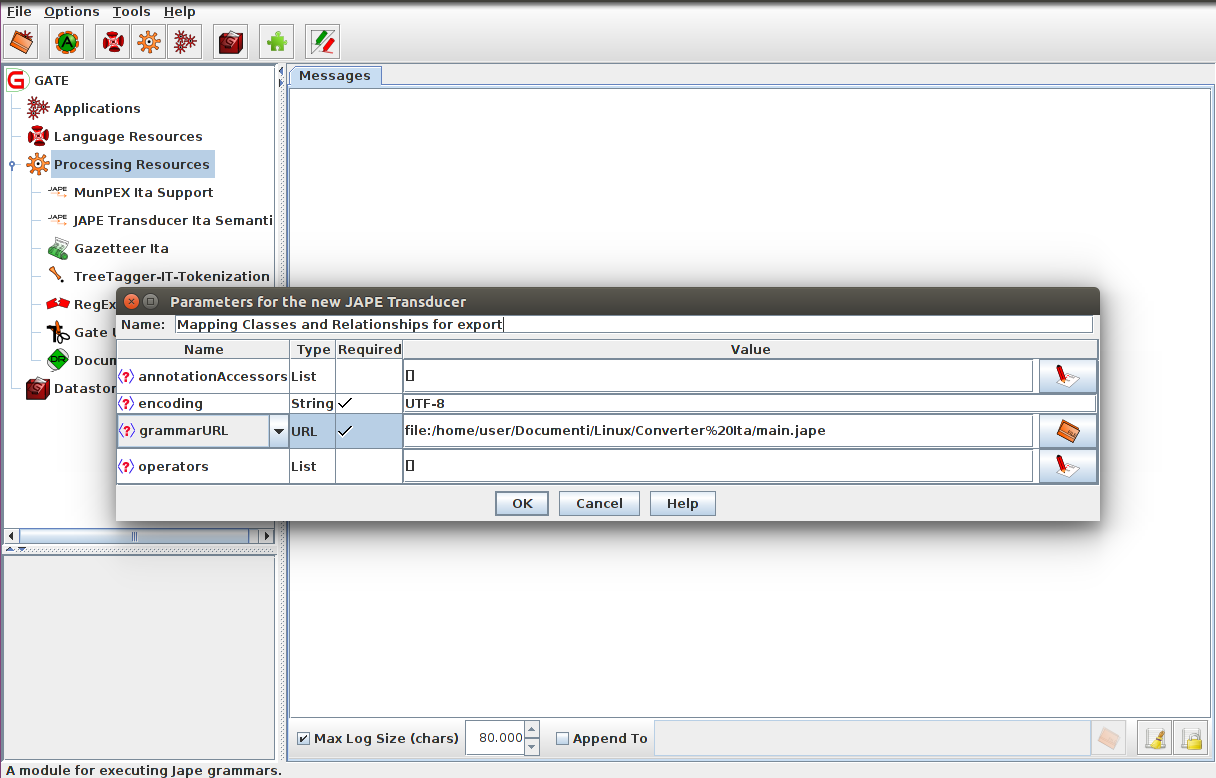 File Options Tools Help
GATE
Applications
Language Resources
Processing Resources
JAPE MunPEX Ita Support
JAPE JAPE Transducer Ita Semanti
Gazetteer Ita
TreeTagger-IT-Tokenization
RegEx
Gate
Docum
Datastor
Messages
Parameters for the new JAPE Transducer
Name: Mapping Classes and Relationships for export
Name Type Required Value
<?> annotationAccessors List []
<?> encoding String ✓ UTF-8
<?> grammarURL URL ✓ file:/home/user/Documenti/Linux/Converter%20Ita/main.jape
<?> operators List []
OK Cancel Help
Max Log Size (chars) 80.000 Append To
A module for executing Jape grammars.